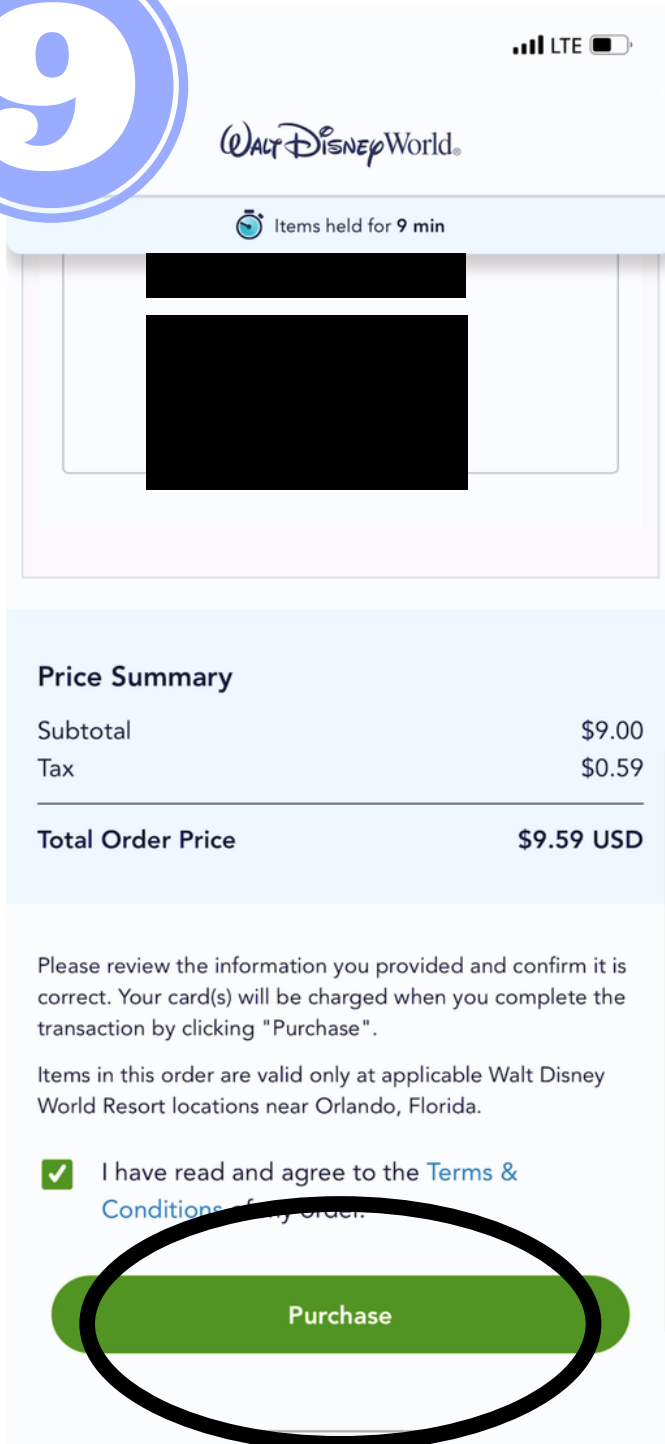 9
LTE
Walt Disney World®
Items held for 9 min
Price Summary
Subtotal $9.00
Tax $0.59
Total Order Price $9.59 USD
Please review the information you provided and confirm it is
correct. Your card(s) will be charged when you complete the
transaction by clicking "Purchase".
Items in this order are valid only at applicable Walt Disney
World Resort locations near Orlando, Florida.
I have read and agree to the Terms &
Conditions of my order.
Purchase